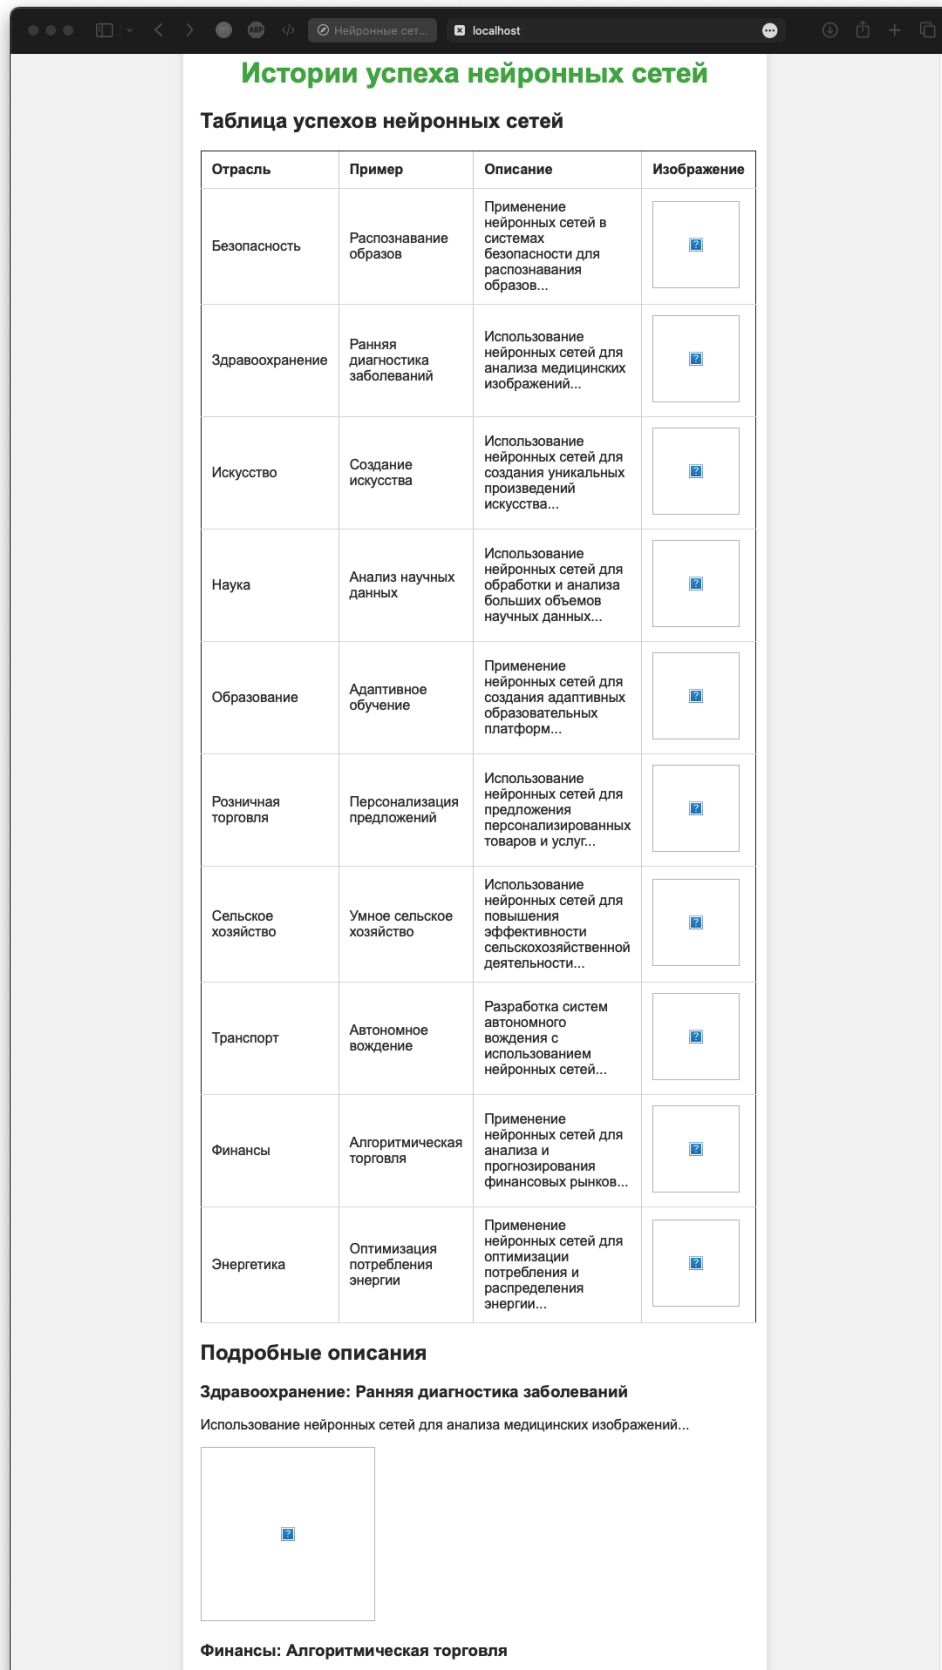 Нейронные сет...
localhost
Истории успеха нейронных сетей
Таблица успехов нейронных сетей
Отрасль Пример Описание Изображение
Безопасность
Распознавание
образов
Применение
нейронных сетей в
системах
безопасности для
распознавания
образов...
Здравоохранение
Ранняя
диагностика
заболеваний
Использование
нейронных сетей для
анализа медицинских
изображений...
Искусство
Создание
искусства
Использование
нейронных сетей для
создания уникальных
произведений
искусства...
Наука
Анализ научных
данных
Использование
нейронных сетей для
обработки и анализа
больших объемов
научных данных...
Образование
Адаптивное
обучение
Применение
нейронных сетей для
создания адаптивных
образовательных
платформ...
Розничная
торговля
Персонализация
предложений
Использование
нейронных сетей для
предложения
персонализированных
товаров и услуг...
Сельское
хозяйство
Умное сельское
хозяйство
Использование
нейронных сетей для
повышения
эффективности
сельскохозяйственной
деятельности...
Транспорт
Автономное
вождение
Разработка систем
автономного
вождения с
использованием
нейронных сетей...
Финансы
Алгоритмическая
торговля
Применение
нейронных сетей для
анализа и
прогнозирования
финансовых рынков...
Энергетика
Оптимизация
потребления
энергии
Применение
нейронных сетей для
оптимизации
потребления и
распределения
энергии...
Подробные описания
Здравоохранение: Ранняя диагностика заболеваний
Использование нейронных сетей для анализа медицинских изображений...
Финансы: Алгоритмическая торговля